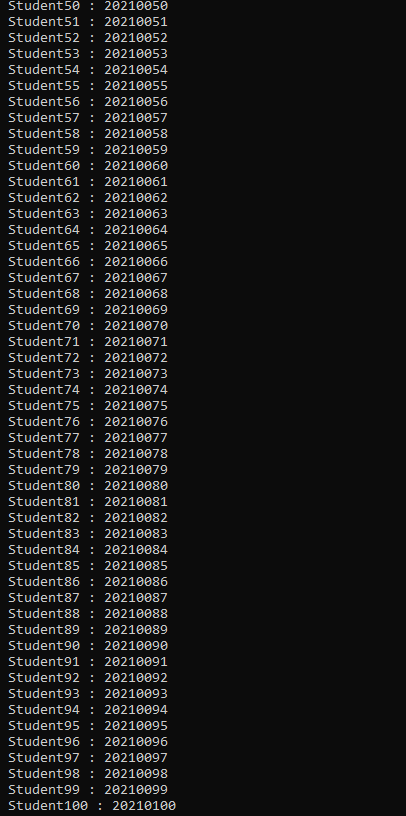 Student50 : 20210050
Student51 : 20210051
Student52 : 20210052
Student53 : 20210053
Student54 : 20210054
Student55 : 20210055
Student56 : 20210056
Student57 : 20210057
Student58 : 20210058
Student59 : 20210059
Student60 : 20210060
Student61 : 20210061
Student62 : 20210062
Student63 : 20210063
Student64 : 20210064
Student65 : 20210065
Student66 : 20210066
Student67 : 20210067
Student68 : 20210068
Student69 : 20210069
Student70 : 20210070
Student71 : 20210071
Student72 : 20210072
Student73 : 20210073
Student74 : 20210074
Student75 : 20210075
Student76 : 20210076
Student77 : 20210077
Student78 : 20210078
Student79 : 20210079
Student80 : 20210080
Student81 : 20210081
Student82 : 20210082
Student83 : 20210083
Student84 : 20210084
Student85 : 20210085
Student86 : 20210086
Student87 : 20210087
Student88 : 20210088
Student89 : 20210089
Student90 : 20210090
Student91 : 20210091
Student92 : 20210092
Student93 : 20210093
Student94 : 20210094
Student95 : 20210095
Student96 : 20210096
Student97 : 20210097
Student98 : 20210098
Student99 : 20210099
Student100 : 20210100